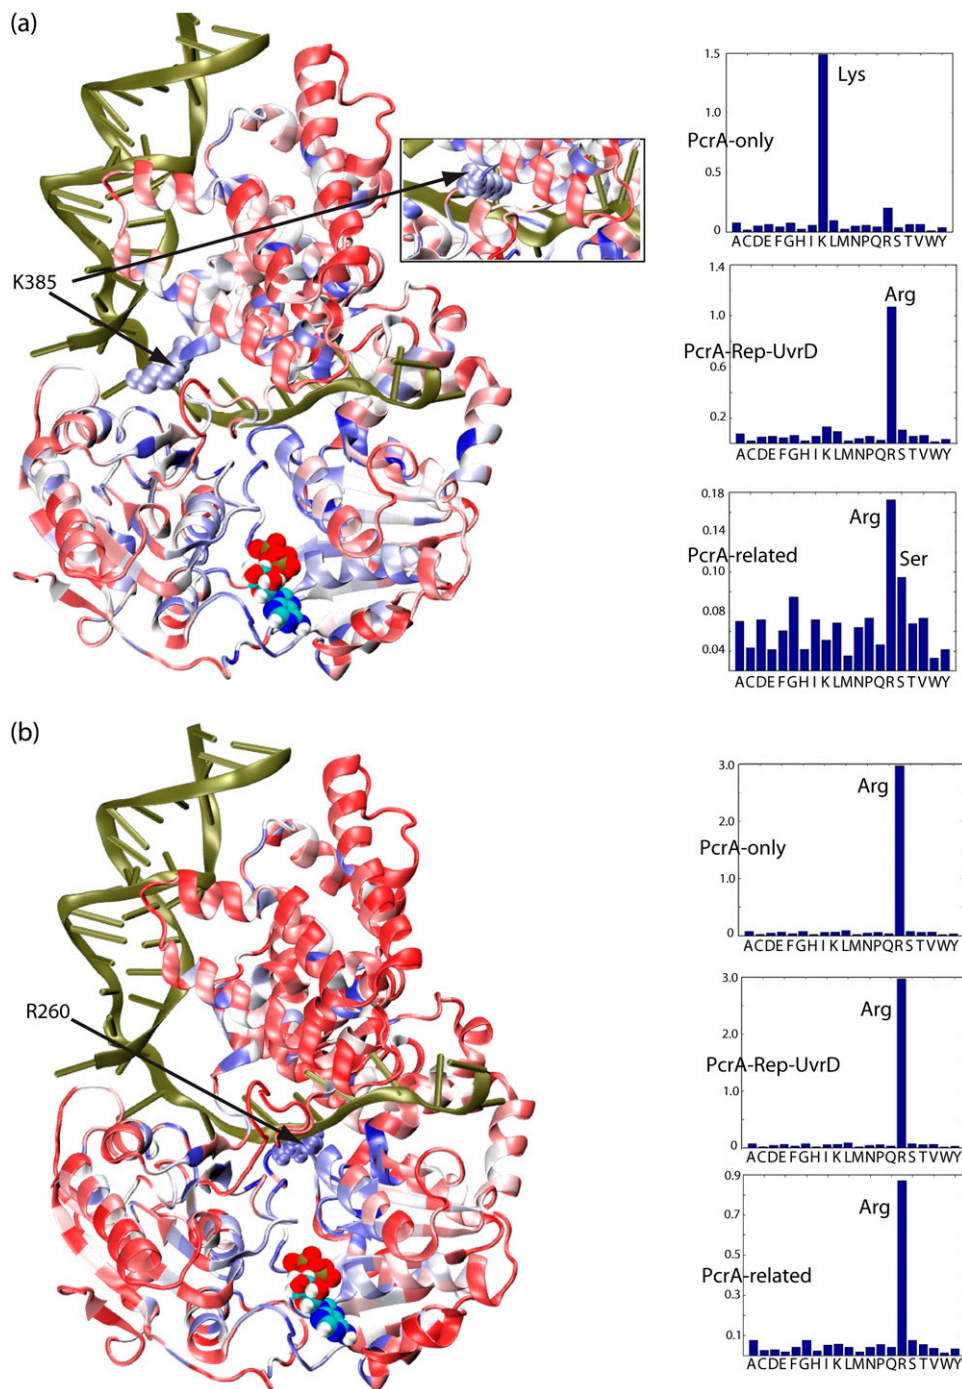 (a)
K385
1.5
1.0
0.5
0
Lys
PcrA-only
ACDEFGHIKLMNPQRSTVWY
1.4
1.0
0.6
0.2
Arg
PcrA-Rep-UvrD
ACDEFGHIKLMNPQRSTVWY
0.18
0.16
0.12
0.08
0.04
Arg
Ser
PcrA-related
ACDEFGHIKLMNPQRSTVWY
(b)
R260
3.0
2.0
1.0
0
Arg
PcrA-only
ACDEFGHIKLMNPQRSTVWY
3.0
2.0
1.0
0
Arg
PcrA-Rep-UvrD
ACDEFGHIKLMNPQRSTVWY
0.9
0.7
0.5
0.3
0.1
Arg
PcrA-related
ACDEFGHIKLMNPQRSTVWY